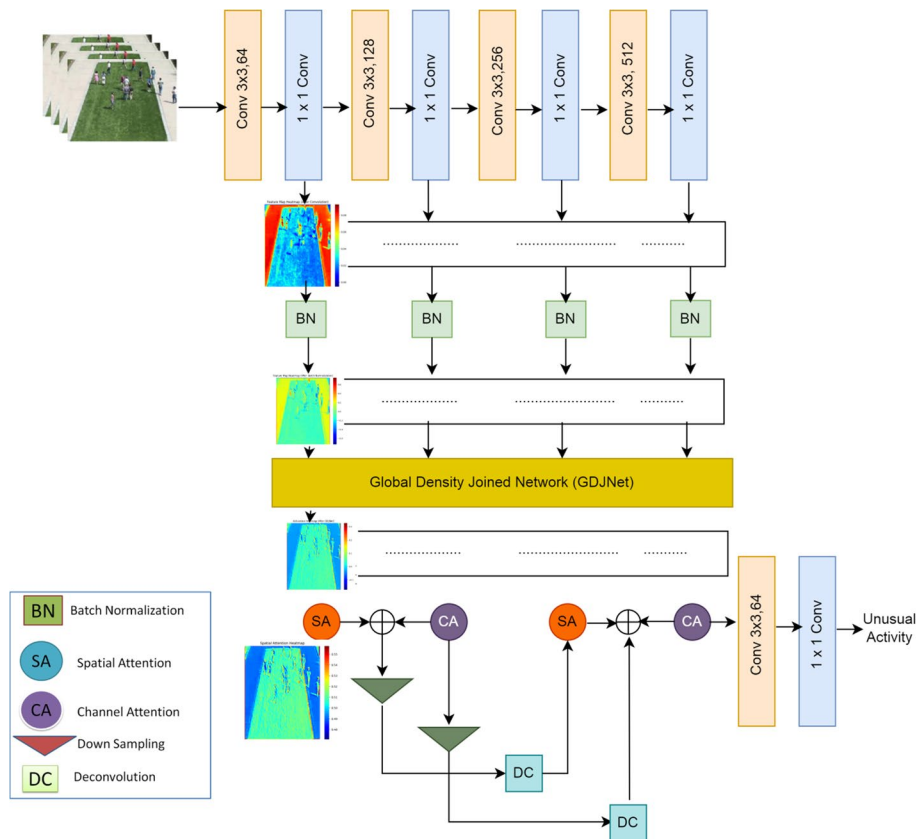 Conv 3x3,64
1 x 1 Conv
Conv 3x3,128
1 x 1 Conv
Conv 3x3,256
1 x 1 Conv
Conv 3x3, 512
1 x 1 Conv
BN
BN
BN
BN
Global Density Joined Network (GDJNet)
SA
CA
SA
CA
Conv 3x3,64
1 x 1 Conv
Unusual
Activity
Spatial Attention Heatmap
DC
DC
BN Batch Normalization
SA Spatial Attention
CA Channel Attention
Down Sampling
DC Deconvolution